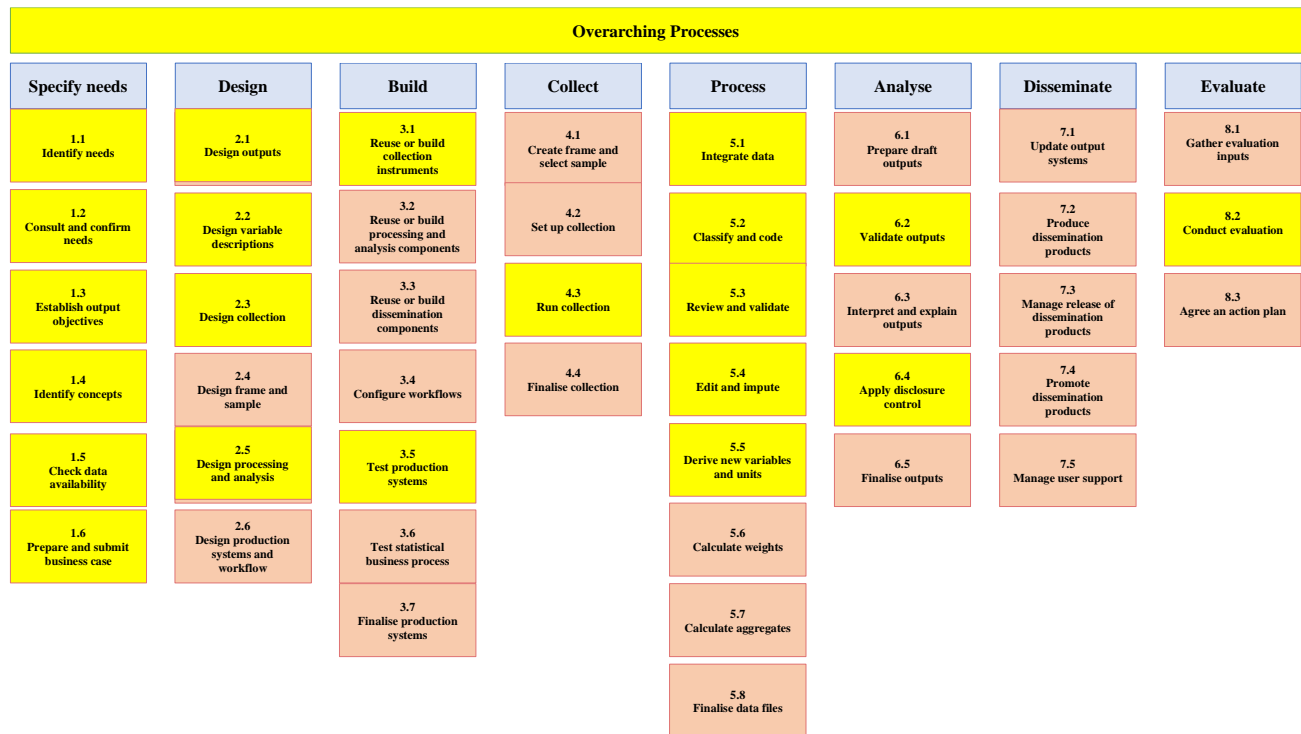 Overarching Processes
Specify needs
Design
Build
Collect
Process
Analyse
Disseminate
Evaluate
1.1
Identify needs
1.2
Consult and confirm
needs
1.3
Establish output
objectives
1.4
Identify concepts
1.5
Check data
availability
1.6
Prepare and submit
business case
2.1
Design outputs
2.2
Design variable
descriptions
2.3
Design collection
2.4
Design frame and
sample
2.5
Design processing
and analysis
2.6
Design production
systems and
workflow
3.1
Reuse or build
collection
instruments
3.2
Reuse or build
processing and
analysis components
3.3
Reuse or build
dissemination
components
3.4
Configure workflows
3.5
Test production
systems
3.6
Test statistical
business process
3.7
Finalise production
systems
4.1
Create frame and
select sample
4.2
Set up collection
4.3
Run collection
4.4
Finalise collection
5.1
Integrate data
5.2
Classify and code
5.3
Review and validate
5.4
Edit and impute
5.5
Derive new variables
and units
5.6
Calculate weights
5.7
Calculate aggregates
5.8
Finalise data files
6.1
Prepare draft
outputs
6.2
Validate outputs
6.3
Interpret and explain
outputs
6.4
Apply disclosure
control
6.5
Finalise outputs
7.1
Update output
systems
7.2
Produce
dissemination
products
7.3
Manage release of
dissemination
products
7.4
Promote
dissemination
products
7.5
Manage user support
8.1
Gather evaluation
inputs
8.2
Conduct evaluation
8.3
Agree an action plan